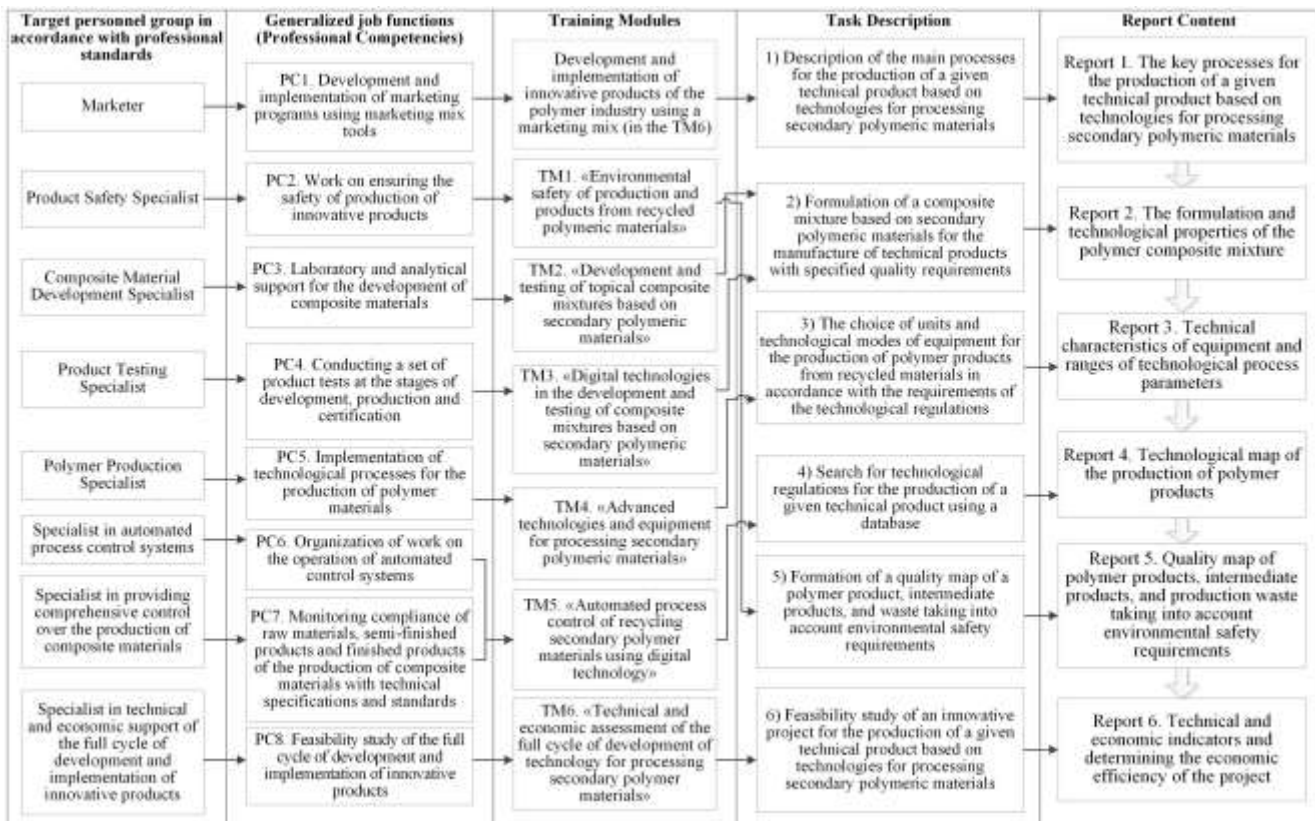 Target personnel group in
accordance with professional
standards
Marketer
Product Safety Specialist
Composite Material
Development Specialist
Product Testing
Specialist
Polymer Production
Specialist
Specialist in automated
process control systems
Specialist in providing
comprehensive control
over the production of
composite materials
Specialist in technical
and economic support of
the full cycle of
development and
implementation of
innovative products
Generalized job functions
(Professional Competencies)
PC1. Development and
implementation of marketing
programs using marketing mix
tools
PC2. Work on ensuring the
safety of production of
innovative products
PC3. Laboratory and analytical
support for the development of
composite materials
PC4. Conducting a set of
product tests at the stages of
development, production and
certification
PC5. Implementation of
technological processes for the
production of polymer
materials
PC6. Organization of work on
the operation of automated
control systems
PC7. Monitoring compliance of
raw materials, semi-finished
products and finished products
of the production of composite
materials with technical
specifications and standards
PC8. Feasibility study of the full
cycle of development and
implementation of innovative
products
Training Modules
Development and
implementation of
innovative products of the
polymer industry using a
marketing mix (in the TM6)
TM1. «Environmental
safety of production and
products from recycled
polymeric materials»
TM2. «Development and
testing of topical composite
mixtures based on
secondary polymeric
materials»
TM3. «Digital technologies
in the development and
testing of composite
mixtures based on
secondary polymeric
materials»
TM4. «Advanced
technologies and equipment
for processing secondary
polymeric materials»
TM5. «Automated process
control of recycling
secondary polymer
materials using digital
technology»
TM6. «Technical and
economic assessment of the
full cycle of development of
technology for processing
secondary polymer
materials»
Task Description
1) Description of the main processes
for the production of a given
technical product based on
technologies for processing
secondary polymeric materials
2) Formulation of a composite
mixture based on secondary
polymeric materials for the
manufacture of technical products
with specified quality requirements
3) The choice of units and
technological modes of equipment for
the production of polymer products
from recycled materials in
accordance with the requirements of
the technological regulations
4) Search for technological
regulations for the production of a
given technical product using a
database
5) Formation of a quality map of a
polymer product, intermediate
products, and waste taking into
account environmental safety
requirements
6) Feasibility study of an innovative
project for the production of a given
technical product based on
technologies for processing
secondary polymeric materials
Report Content
Report 1. The key processes for
the production of a given
technical product based on
technologies for processing
secondary polymeric materials
Report 2. The formulation and
technological properties of the
polymer composite mixture
Report 3. Technical
characteristics of equipment and
ranges of technological process
parameters
Report 4. Technological map of
the production of polymer
products
Report 5. Quality map of
polymer products, intermediate
products, and production waste
taking into account
environmental safety
requirements
Report 6. Technical and
economic indicators and
determining the economic
efficiency of the project